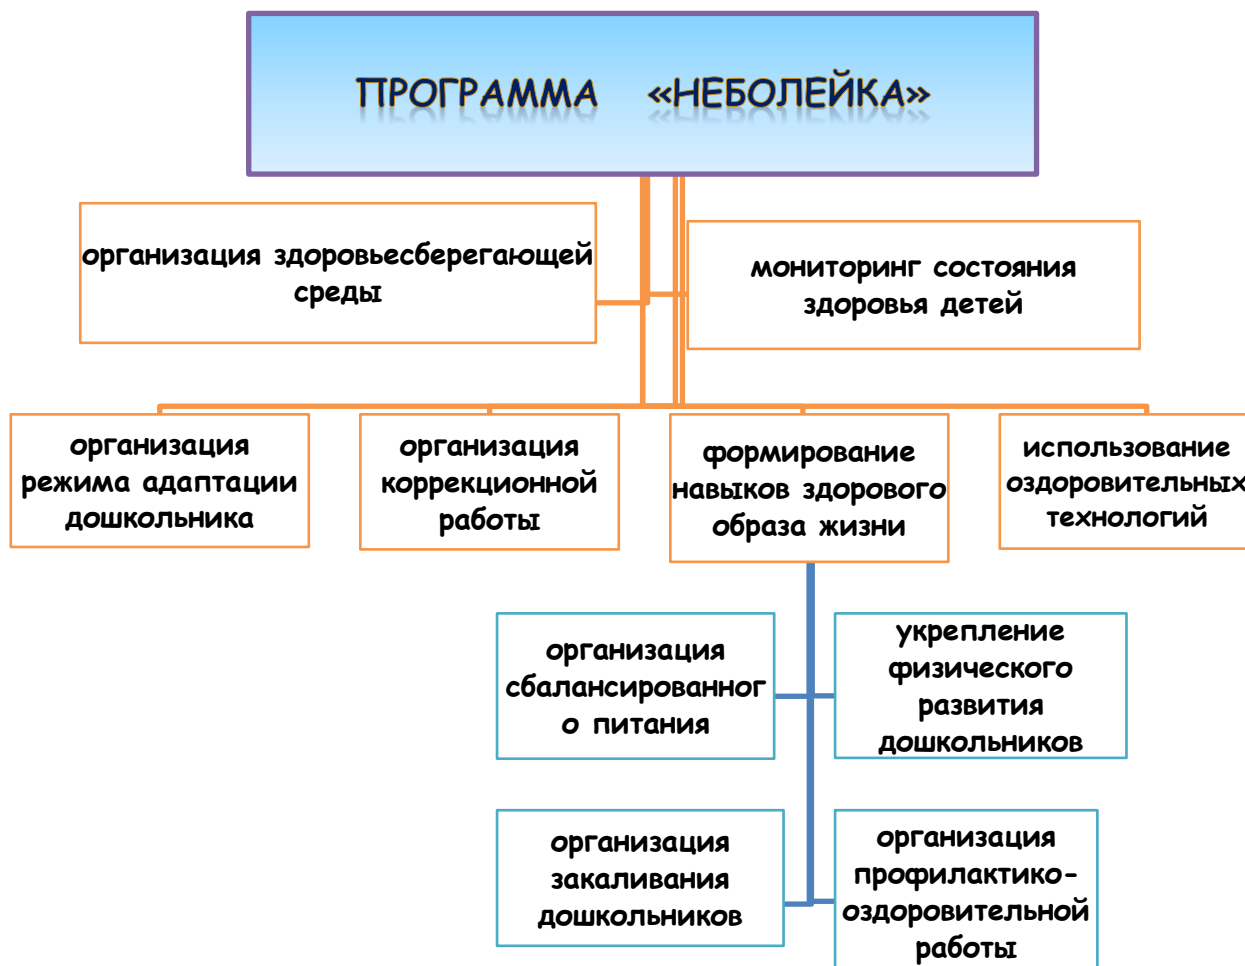 ПРОГРАММА «НЕБОЛЕЙКА»
организация здоровьесберегающей
среды
мониторинг состояния
здоровья детей
организация
режима адаптации
дошкольника
организация
коррекционной
работы
формирование
навыков здорового
образа жизни
использование
оздоровительных
технологий
организация
сбалансированног
о питания
укрепление
физического
развития
дошкольников
организация
закаливания
дошкольников
организация
профилактико-
оздоровительной
работы